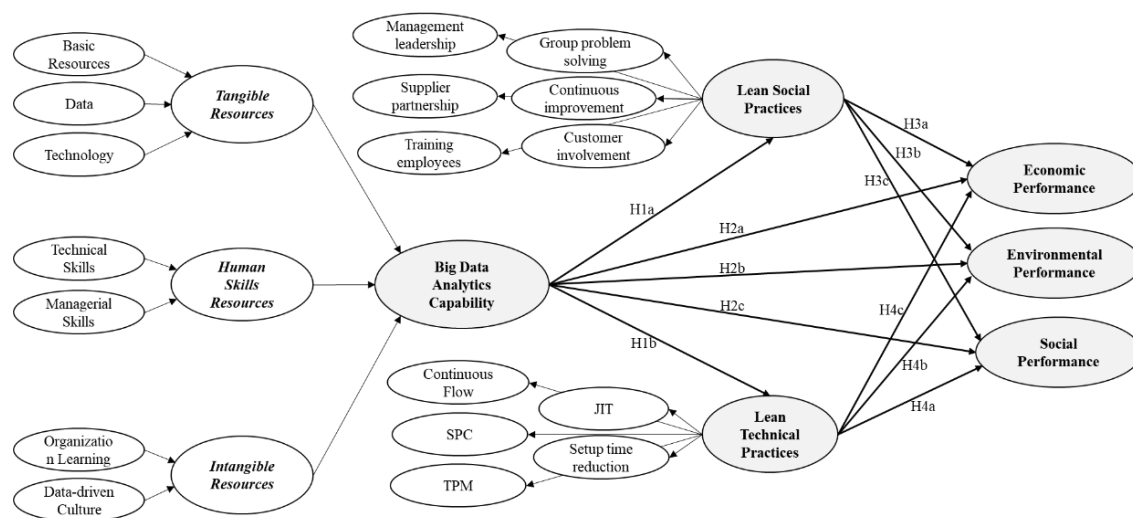 Basic
Resources
Data
Technology
Tangible
Resources
Technical
Skills
Managerial
Skills
Human
Skills
Resources
Organizatio
n Learning
Data-driven
Culture
Intangible
Resources
Big Data
Analytics
Capability
Management
leadership
Group problem
solving
Supplier
partnership
Continuous
improvement
Training
employees
Customer
involvement
Lean Social
Practices
H1a
H2a
H2b
H2c
H1b
Continuous
Flow
JIT
SPC
Setup time
reduction
TPM
Lean
Technical
Practices
H3a
H3b
H3c
H4c
H4b
H4a
Economic
Performance
Environmental
Performance
Social
Performance